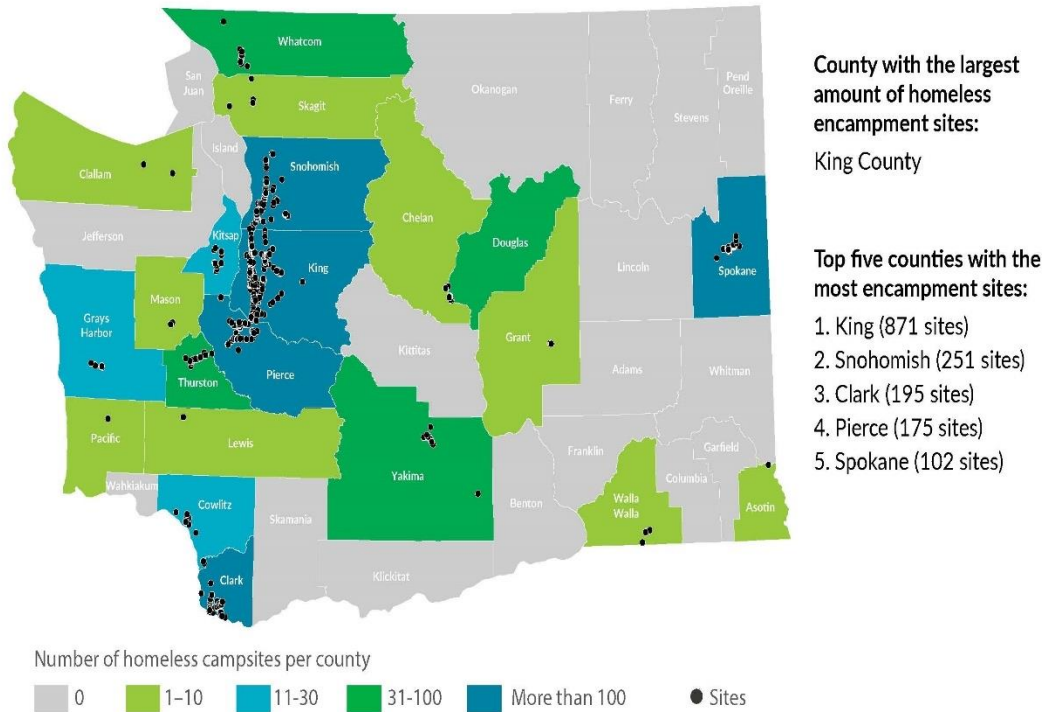 Whatcom
San
Juan
Skagit
Okanogan
Ferry
Stevens
Pend
Oreille
Island
Clallam
Snohomish
Chelan
Douglas
Jefferson
Kitsap
King
Lincoln
Spokane
Mason
Grays
Harbor
Grant
Kittitas
Adams
Whitman
Thurston
Pierce
Pacific
Lewis
Yakima
Franklin
Garfield
Columbia
Wahkiakum
Cowlitz
Skamania
Benton
Walla
Walla
Asotin
Clark
Klickitat
County with the largest
amount of homeless
encampment sites:
King County
Top five counties with the
most encampment sites:
1. King (871 sites)
2. Snohomish (251 sites)
3. Clark (195 sites)
4. Pierce (175 sites)
5. Spokane (102 sites)
Number of homeless campsites per county
0 1–10 11-30 31-100 More than 100 Sites